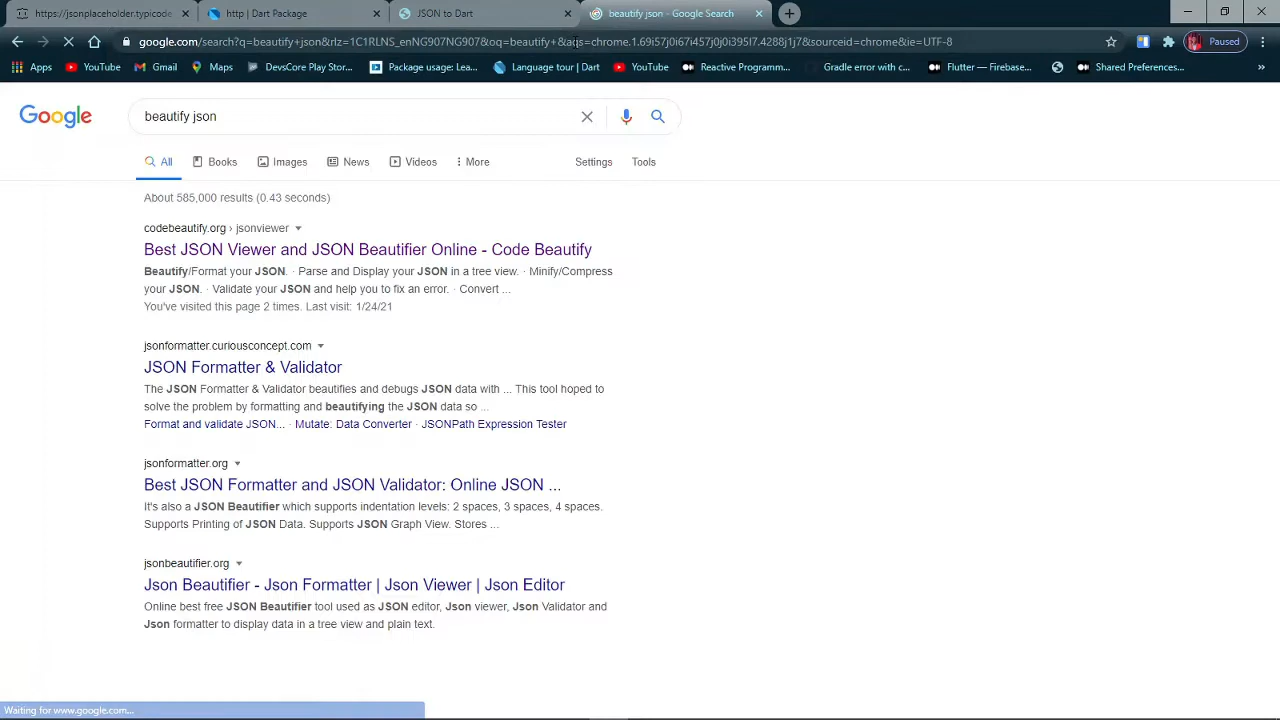 https://jsonplaceholder.typicode
http | Dart Package
JSON to Dart
beautify json - Google Search
google.com/search?q=beautify+json&rlz=1C1RLNS_enNG907NG907&oq=beautify+&aqs=chrome.1.69i57j0i67i457j0j0i395l7.4288j1j7&sourceid=chrome&ie=UTF-8
Paused
Apps
YouTube
Gmail
Maps
DevsCore Play Store...
Package usage: Lea...
Language tour | Dart
YouTube
Reactive Programm...
Gradle error with c...
Flutter — Firebase...
Shared Preferences...
»
Google
beautify json
All
Books
Images
News
Videos
More
Settings
Tools
About 585,000 results (0.43 seconds)
codebeautify.org › jsonviewer
Best JSON Viewer and JSON Beautifier Online - Code Beautify
Beautify/Format your JSON. · Parse and Display your JSON in a tree view. · Minify/Compress
your JSON. · Validate your JSON and help you to fix an error. · Convert ...
You've visited this page 2 times. Last visit: 1/24/21
jsonformatter.curiousconcept.com
JSON Formatter & Validator
The JSON Formatter & Validator beautifies and debugs JSON data with ... This tool hoped to
solve the problem by formatting and beautifying the JSON data so ...
Format and validate JSON... · Mutate: Data Converter · JSONPath Expression Tester
jsonformatter.org
Best JSON Formatter and JSON Validator: Online JSON ...
It's also a JSON Beautifier which supports indentation levels: 2 spaces, 3 spaces, 4 spaces.
Supports Printing of JSON Data. Supports JSON Graph View. Stores ...
jsonbeautifier.org
Json Beautifier - Json Formatter | Json Viewer | Json Editor
Online best free JSON Beautifier tool used as JSON editor, Json viewer, Json Validator and
Json formatter to display data in a tree view and plain text.
Waiting for www.google.com...